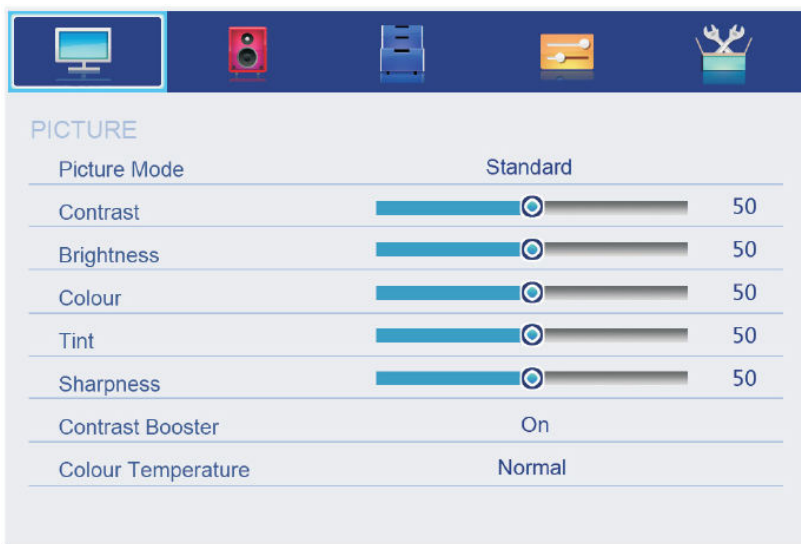 PICTURE
Picture Mode Standard
Contrast 50
Brightness 50
Colour 50
Tint 50
Sharpness 50
Contrast Booster On
Colour Temperature Normal